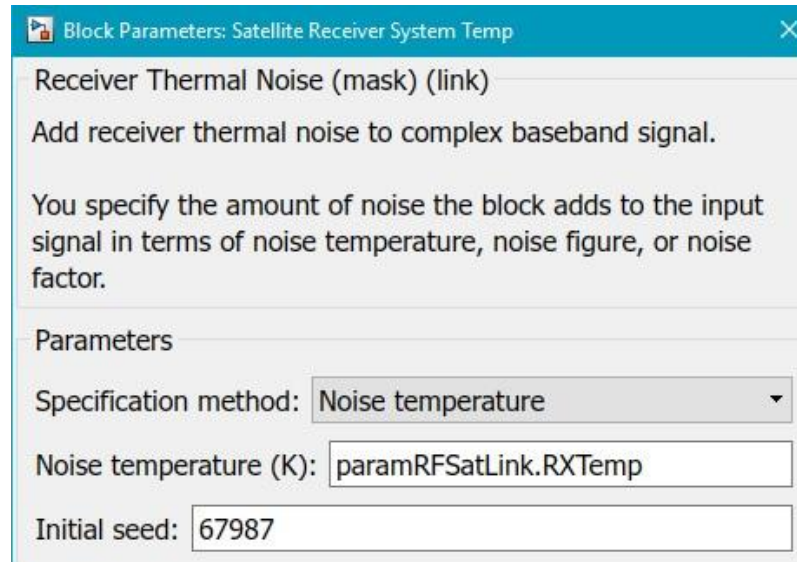 Block Parameters: Satellite Receiver System Temp
Receiver Thermal Noise (mask) (link)
Add receiver thermal noise to complex baseband signal.
You specify the amount of noise the block adds to the input
signal in terms of noise temperature, noise figure, or noise
factor.
Parameters
Specification method: Noise temperature
Noise temperature (K): paramRFSatLink.RXTemp
Initial seed: 67987